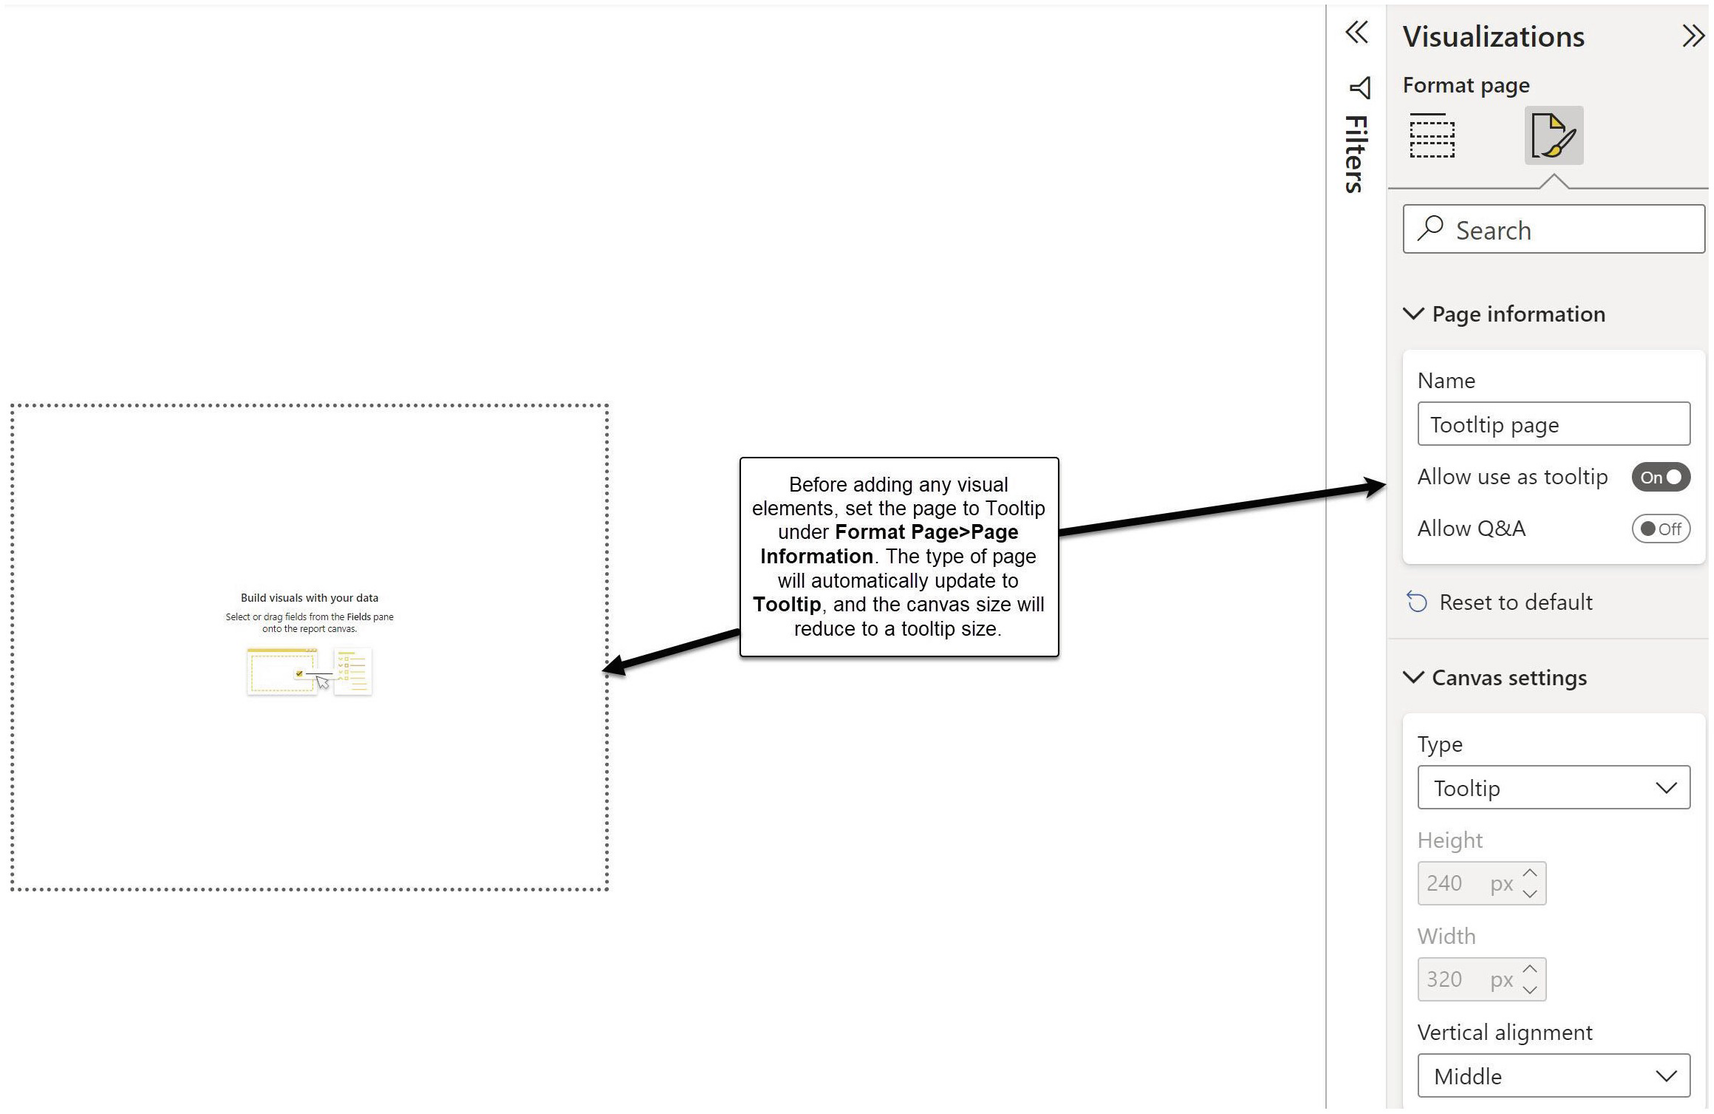 Filters
Visualizations
Format page
Search
Page information
Name
Tootltip page
Allow use as tooltip
On
Allow Q&A
Off
Reset to default
Canvas settings
Type
Tooltip
Height
240 px
Width
320 px
Vertical alignment
Middle
Before adding any visual
elements, set the page to Tooltip
under Format Page>Page
Information. The type of page
will automatically update to
Tooltip, and the canvas size will
reduce to a tooltip size.
Build visuals with your data
Select or drag fields from the Fields pane
onto the report canvas.